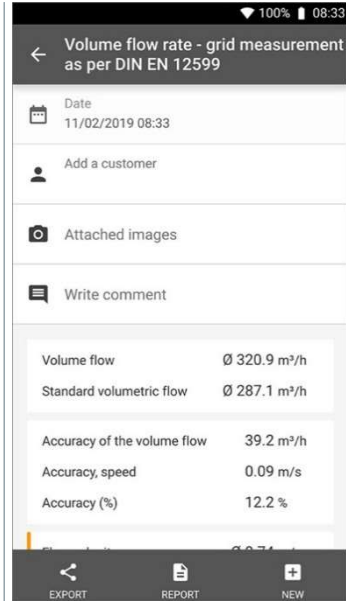 100% 08:33
Volume flow rate - grid measurement
as per DIN EN 12599
Date
11/02/2019 08:33
Add a customer
Attached images
Write comment
Volume flow Ø 320.9 m³/h
Standard volumetric flow Ø 287.1 m³/h
Accuracy of the volume flow 39.2 m³/h
Accuracy, speed 0.09 m/s
Accuracy (%) 12.2 %
EXPORT REPORT NEW